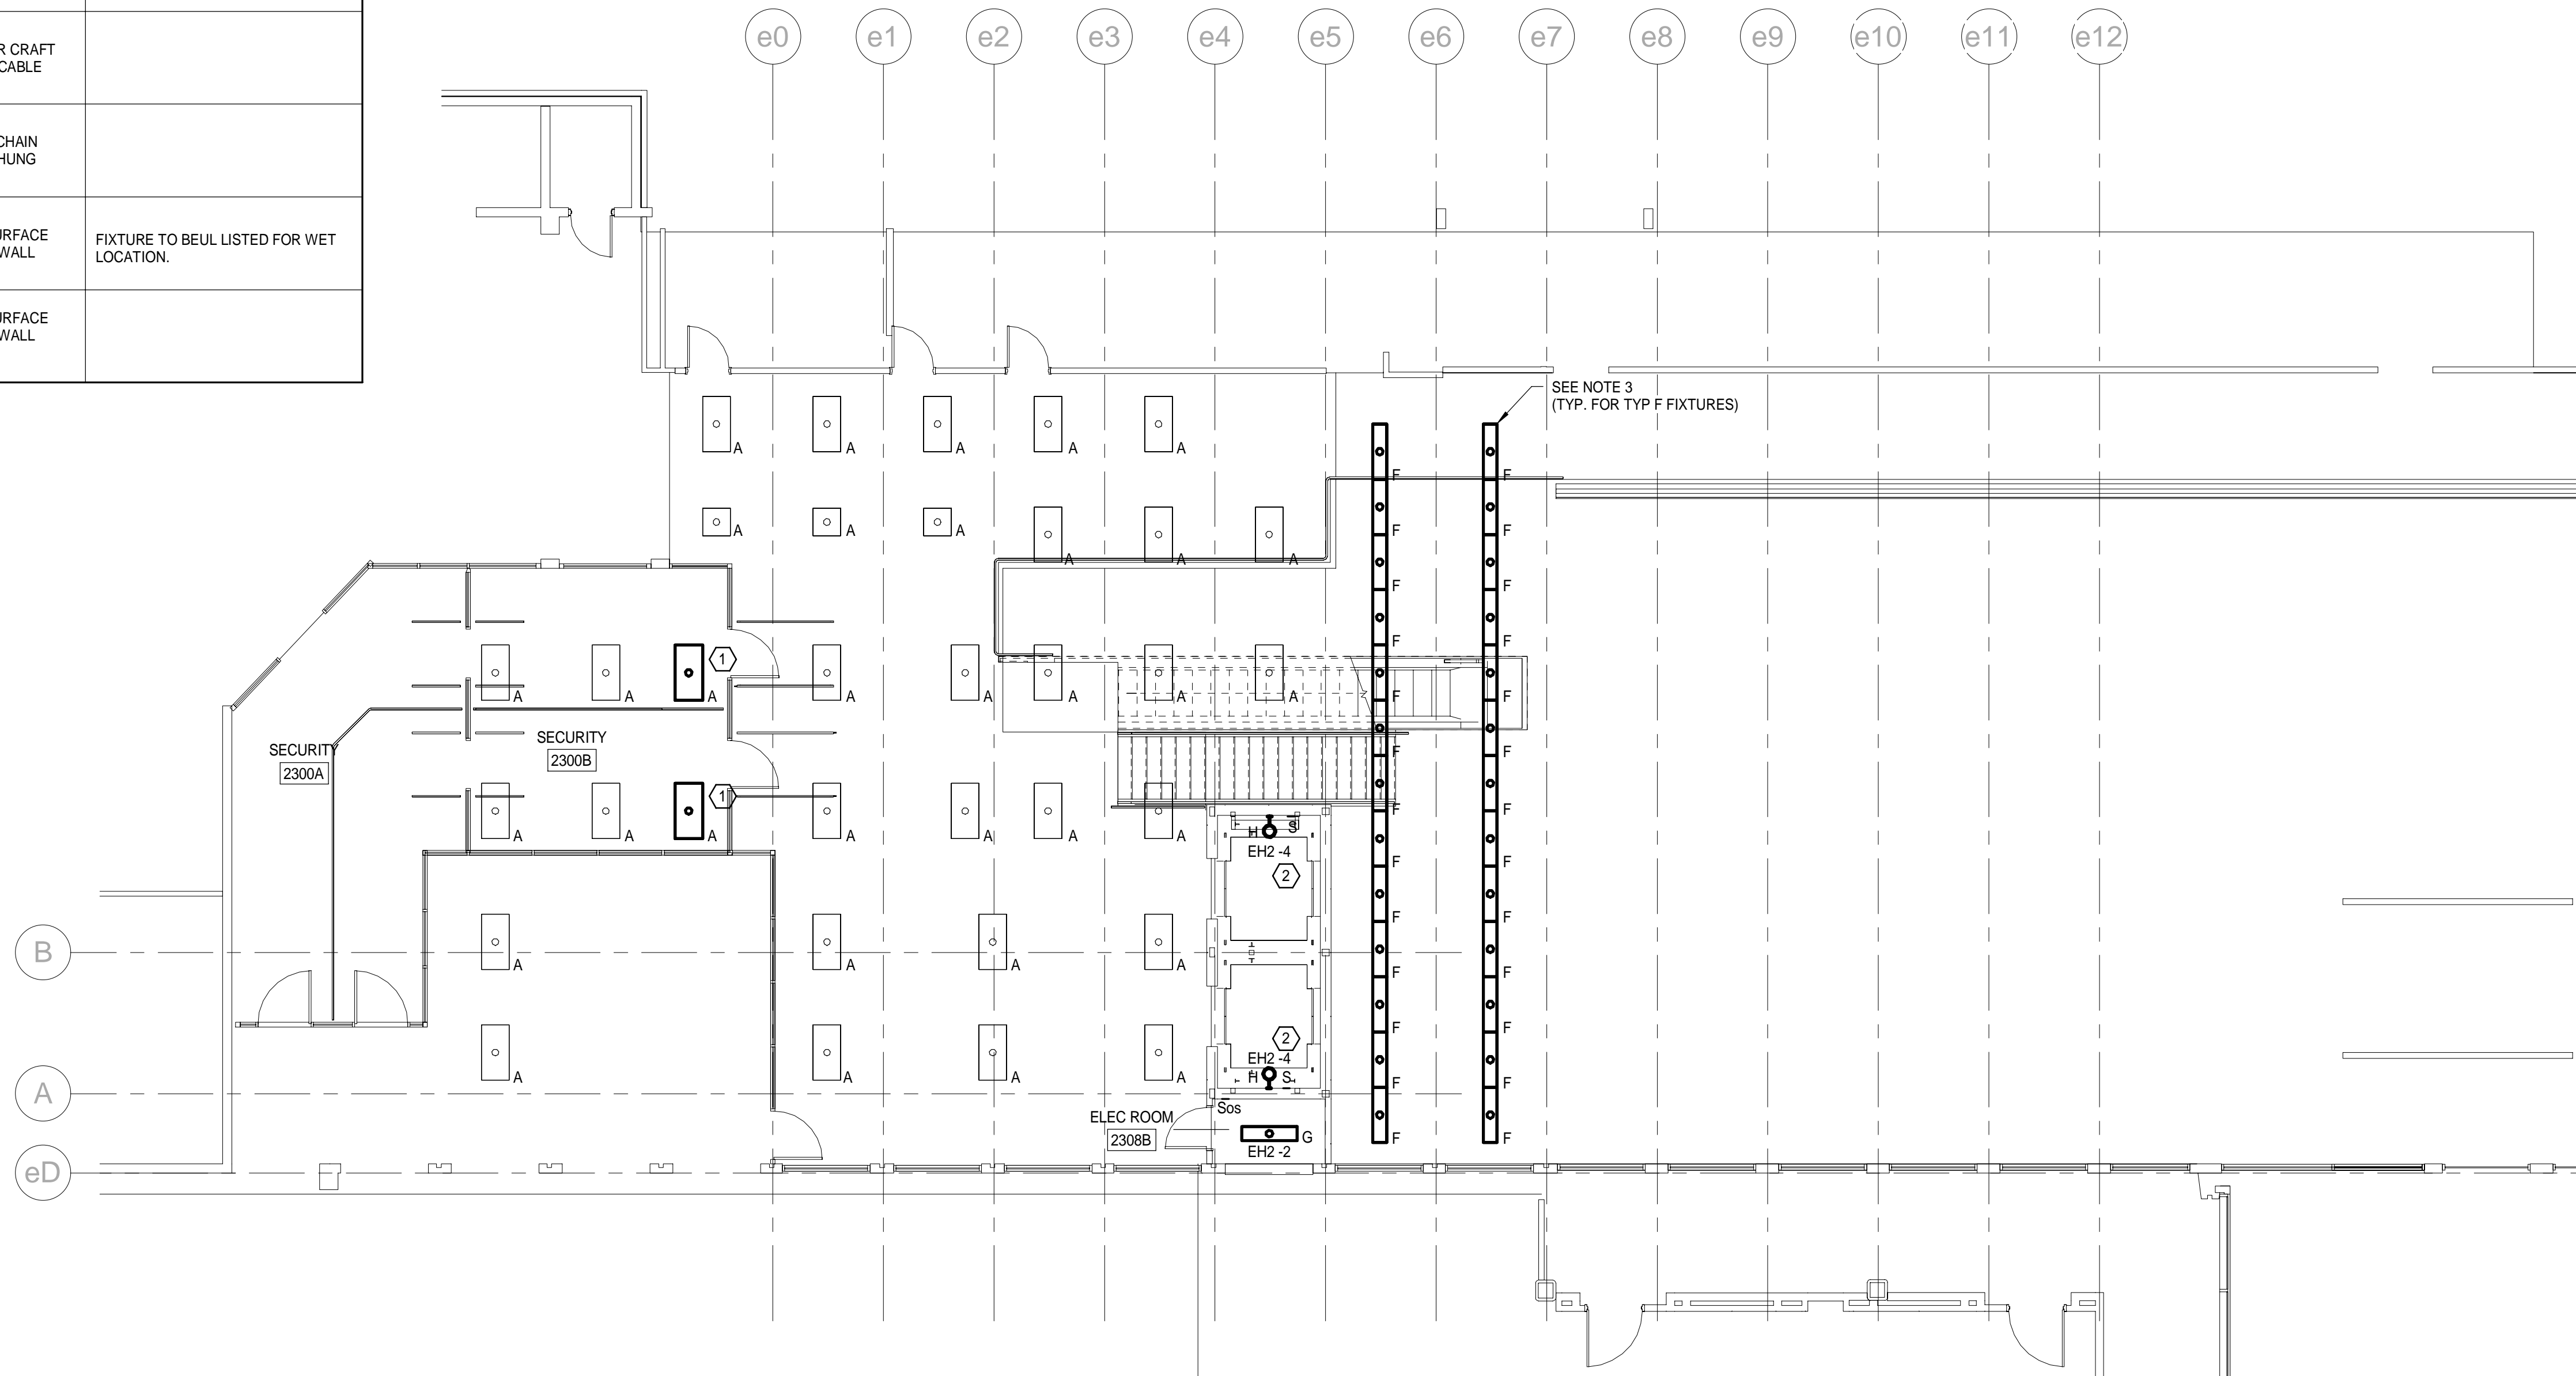 R CRAFT
CABLE
CHAIN
HUNG
URFACE
WALL
FIXTURE TO BEUL LISTED FOR WET
LOCATION.
URFACE
WALL
e0 e1 e2 e3 e4 e5 e6 e7 e8 e9 e10 e11 e12
SEE NOTE 3
(TYP. FOR TYP F FIXTURES)
A A A A A
F F
A A A
F F
A A A
F F
1
F F
A A A A A A A A
F F
SECURITY
2300A
SECURITY
2300B
F F
1
A A A A A A A
F F
H S
EH2 -4
2
F F
F F
B
A A A A
F F
2
EH2 -4
H S
F F
A A A A
F F
A
Sos
ELEC ROOM
2308B
G
EH2 -2
F F
eD